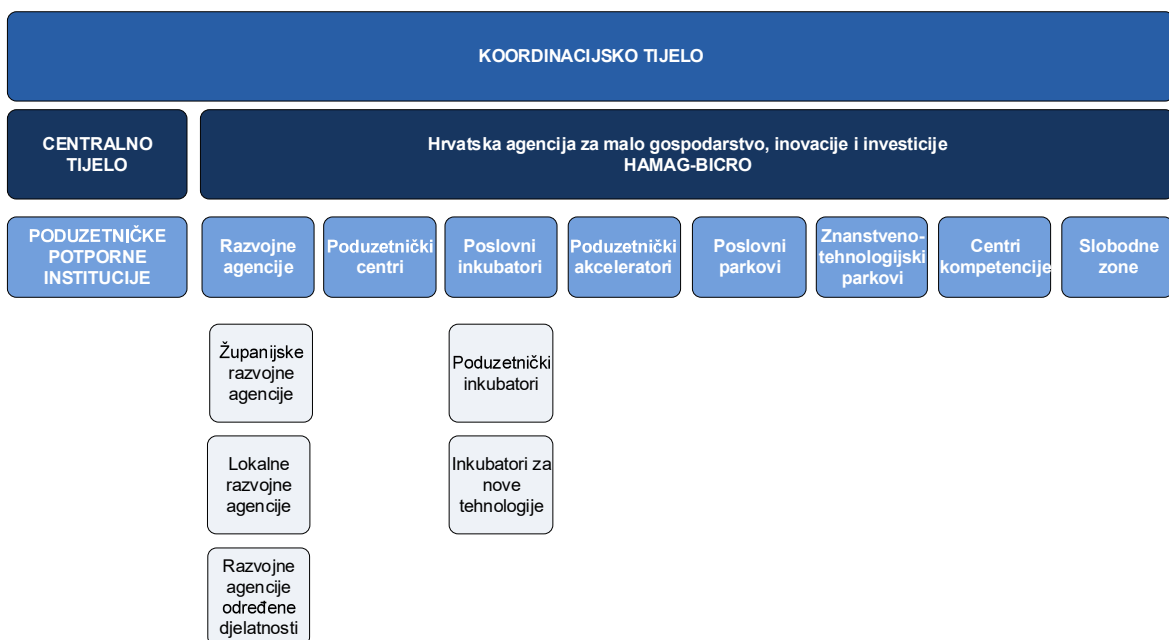 KOORDINACIJSKO TIJELO
CENTRALNO
TIJELO
Hrvatska agencija za malo gospodarstvo, inovacije i investicije
HAMAG-BICRO
PODUZETNIČKE
POTPORNE
INSTITUCIJE
Razvojne
agencije
Poduzetnički
centri
Poslovni
inkubatori
Poduzetnički
akceleratori
Poslovni
parkovi
Znanstveno-
tehnologijski
parkovi
Centri
kompetencije
Slobodne
zone
Županijske
razvojne
agencije
Poduzetnički
inkubatori
Lokalne
razvojne
agencije
Inkubatori za
nove
tehnologije
Razvojne
agencije
određene
djelatnosti